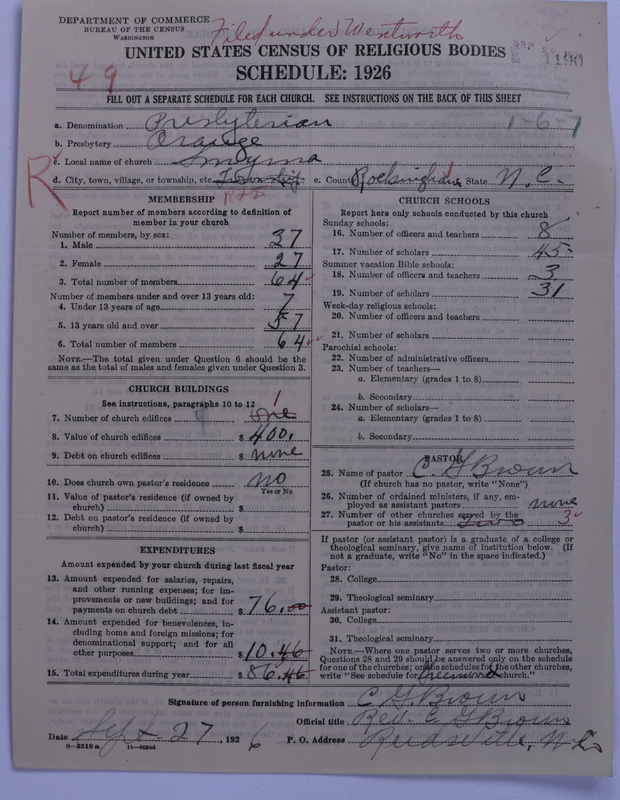 DEPARTMENT OF COMMERCE
BUREAU OF THE CENSUS
WASHINGTON
Filed under Wentworth
UNITED STATES CENSUS OF RELIGIOUS BODIES
SCHEDULE: 1926
49
FILL OUT A SEPARATE SCHEDULE FOR EACH CHURCH. SEE INSTRUCTIONS ON THE BACK OF THIS SHEET
a. Denomination Presbyterian 1-6-7
b. Presbytery Orange
c. Local name of church Smyrna
R
d. City, town, village, or township, etc. Township e. County Rockingham State N.C.
MEMBERSHIP
Report number of members according to definition of
member in your church
Number of members, by sex:
1. Male 37
2. Female 27
3. Total number of members 64
Number of members under and over 13 years old:
4. Under 13 years of age 7
5. 13 years old and over 57
6. Total number of members 64
NOTE.—The total given under Question 6 should be the
same as the total of males and females given under Question 3.
CHURCH BUILDINGS
See instructions, paragraphs 10 to 12
7. Number of church edifices one 1
8. Value of church edifices $ 400.
9. Debt on church edifices $ none
10. Does church own pastor's residence no
Yes or No
11. Value of pastor's residence (if owned by
church) $
12. Debt on pastor's residence (if owned by
church) $
EXPENDITURES
Amount expended by your church during last fiscal year
13. Amount expended for salaries, repairs,
and other running expenses; for im-
provements or new buildings; and for
payments on church debt $ 76.00
14. Amount expended for benevolences, in-
cluding home and foreign missions; for
denominational support; and for all
other purposes $ 10.46
15. Total expenditures during year $ 86.46
CHURCH SCHOOLS
Report here only schools conducted by this church
Sunday schools:
16. Number of officers and teachers 8
17. Number of scholars 45
Summer vacation Bible schools:
18. Number of officers and teachers 3
19. Number of scholars 31
Week-day religious schools:
20. Number of officers and teachers
21. Number of scholars
Parochial schools:
22. Number of administrative officers
23. Number of teachers—
a. Elementary (grades 1 to 8)
b. Secondary
24. Number of scholars—
a. Elementary (grades 1 to 8)
b. Secondary
PASTOR
25. Name of pastor C. G Brown
(If church has no pastor, write "None")
26. Number of ordained ministers, if any, em-
ployed as assistant pastors none
27. Number of other churches served by the
pastor or his assistants two 3
If pastor (or assistant pastor) is a graduate of a college or
theological seminary, give name of institution below. (If
not a graduate, write "No" in the space indicated.)
Pastor:
28. College
29. Theological seminary
Assistant pastor:
30. College
31. Theological seminary
NOTE.—Where one pastor serves two or more churches,
Questions 28 and 29 should be answered only on the schedule
for one of the churches; on the schedules for the other churches,
write "See schedule for church."
Signature of person furnishing information C G. Brown
Official title Rev. C G Brown
Date Sept 27, 1926 P. O. Address Reidsville, N.C.
8-2518 a